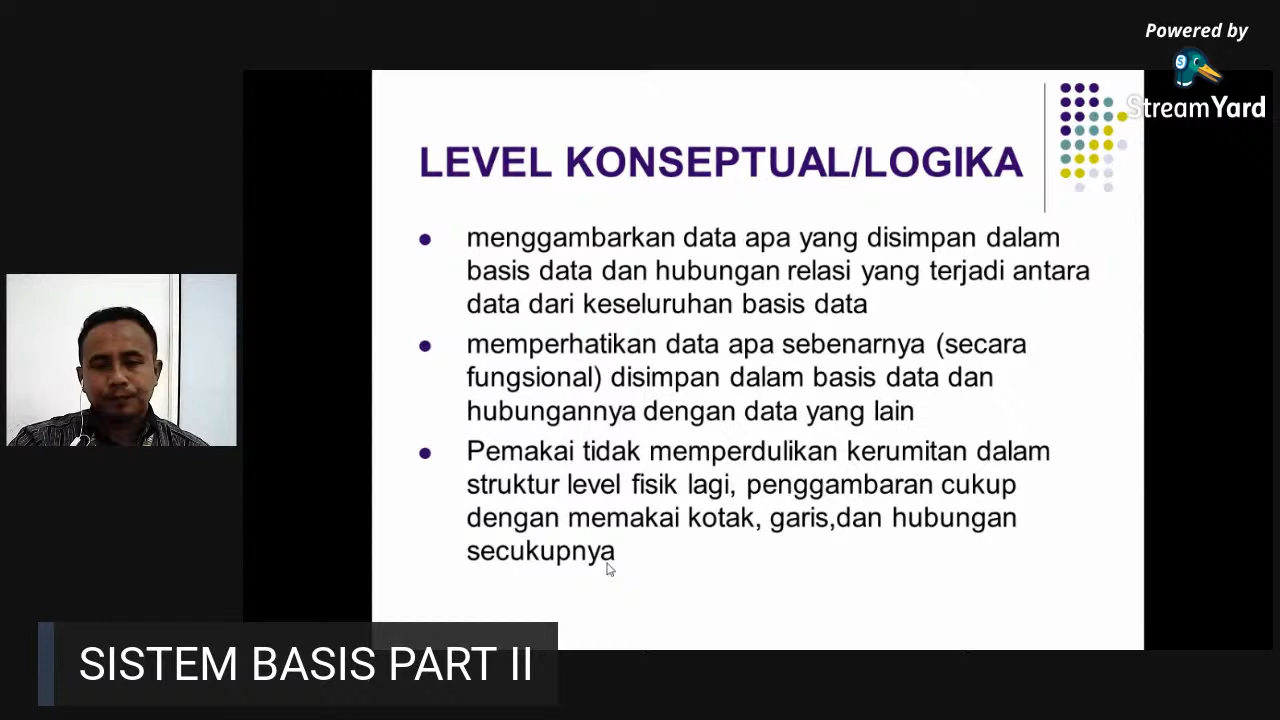 Powered by
StreamYard
LEVEL KONSEPTUAL/LOGIKA
menggambarkan data apa yang disimpan dalam
basis data dan hubungan relasi yang terjadi antara
data dari keseluruhan basis data
memperhatikan data apa sebenarnya (secara
fungsional) disimpan dalam basis data dan
hubungannya dengan data yang lain
Pemakai tidak memperdulikan kerumitan dalam
struktur level fisik lagi, penggambaran cukup
dengan memakai kotak, garis,dan hubungan
secukupnya
SISTEM BASIS PART II